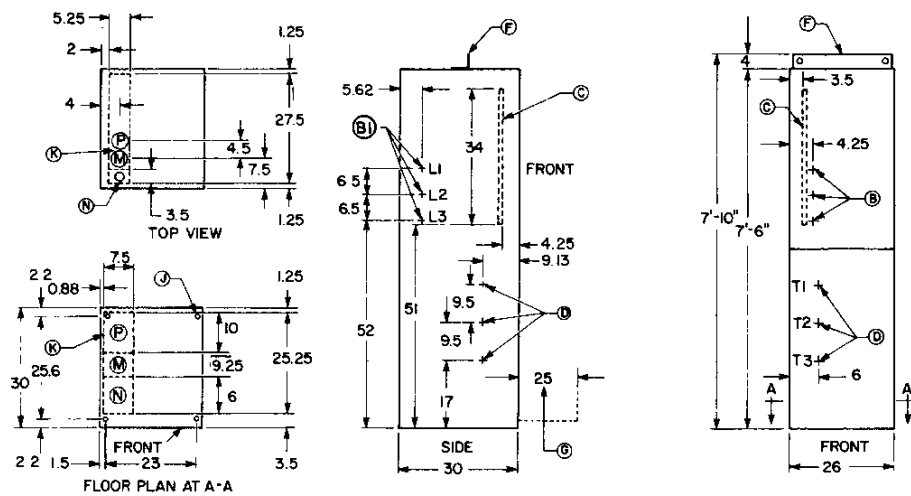 5.25
2
1.25
4
27.5
P
K
M
4.5
7.5
N
3.5
1.25
TOP VIEW
7.5
2 2
0.88
J
1.25
K
P
10
30
25.6
M
9.25
25.25
N
6
FRONT
2 2
1.5
23
3.5
FLOOR PLAN AT A-A
F
5.62
C
B1
34
FRONT
L1
6 5
L2
6.5
L3
4.25
9.13
52
51
9.5
D
9.5
17
25
SIDE
G
30
F
4
3.5
C
4.25
B
7'-10"
7'-6"
T1
T2
D
T3
6
A
A
FRONT
26